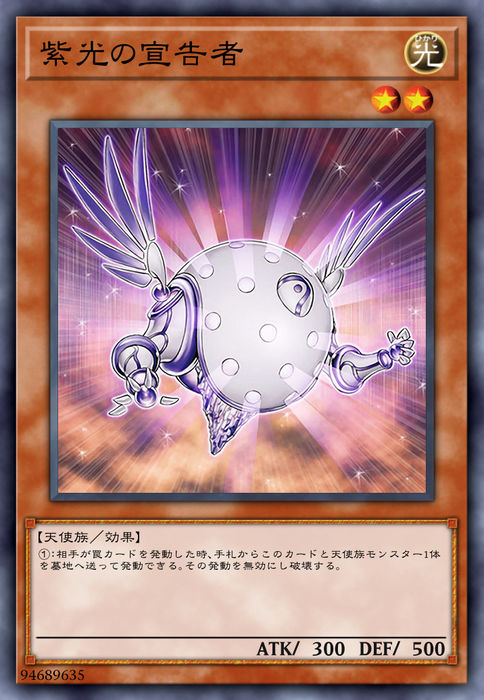 紫光の宣告者
ひかり
光
【天使族／効果】
①:相手が罠カードを発動した時、手札からこのカードと天使族モンスター1体
を墓地へ送って発動できる。その発動を無効にし破壊する。
ATK/ 300 DEF/ 500
94689635